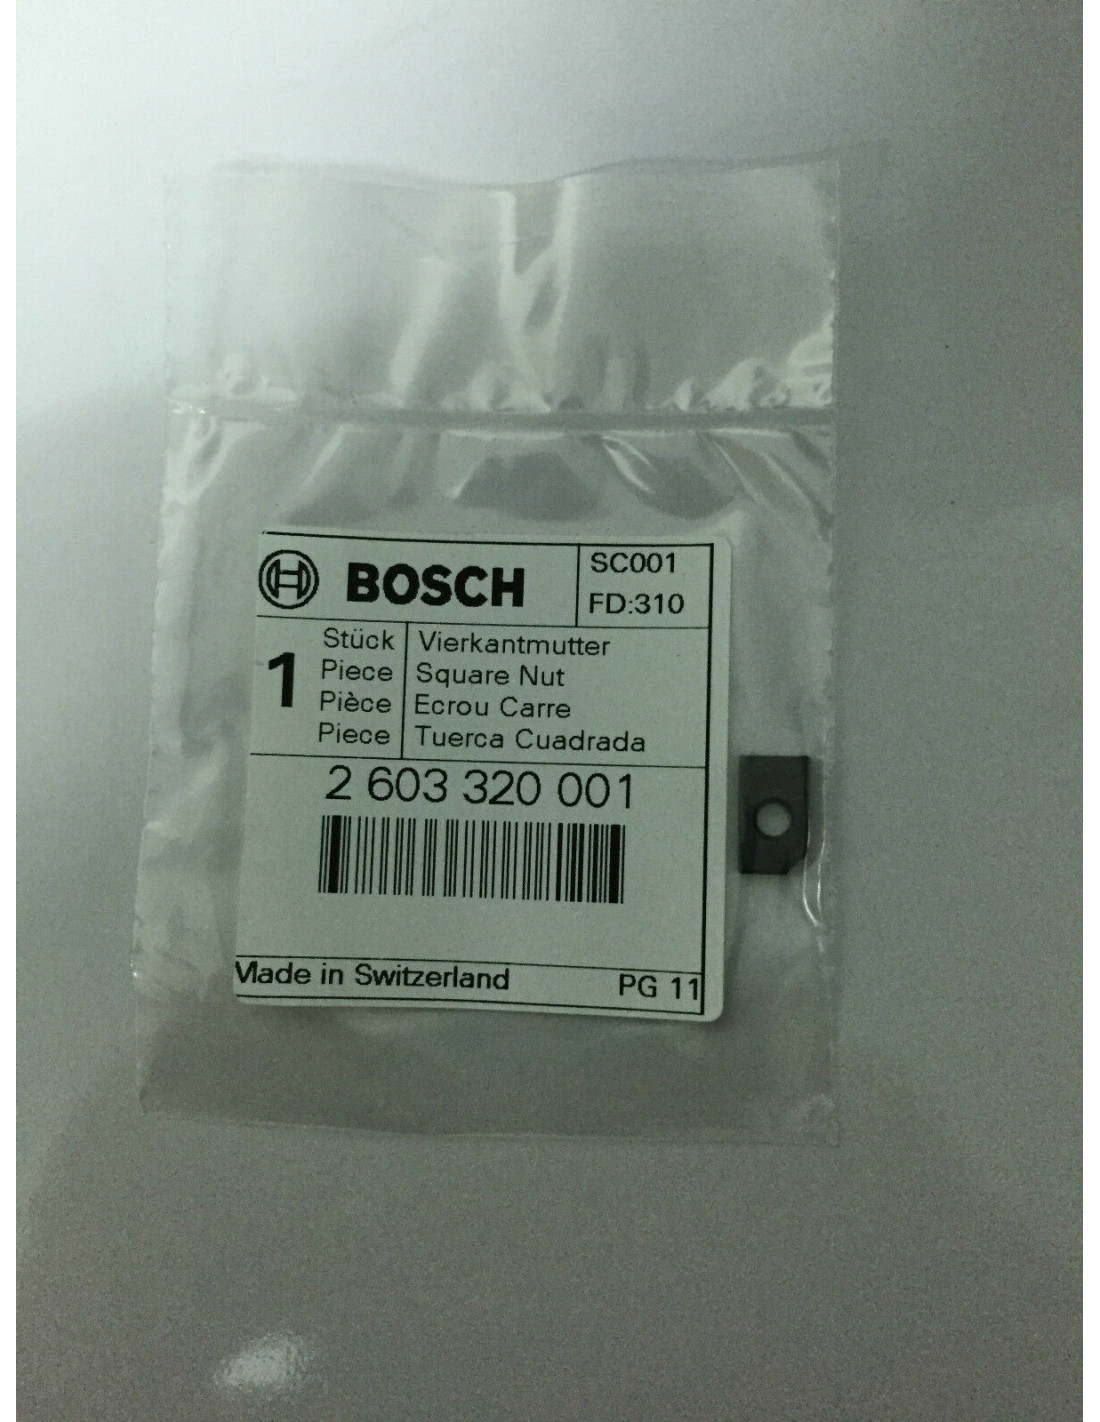 BOSCH
SC001
FD:310
1
Stück
Piece
Pièce
Piece
Vierkantmutter
Square Nut
Ecrou Carre
Tuerca Cuadrada
2 603 320 001
Made in Switzerland
PG 11